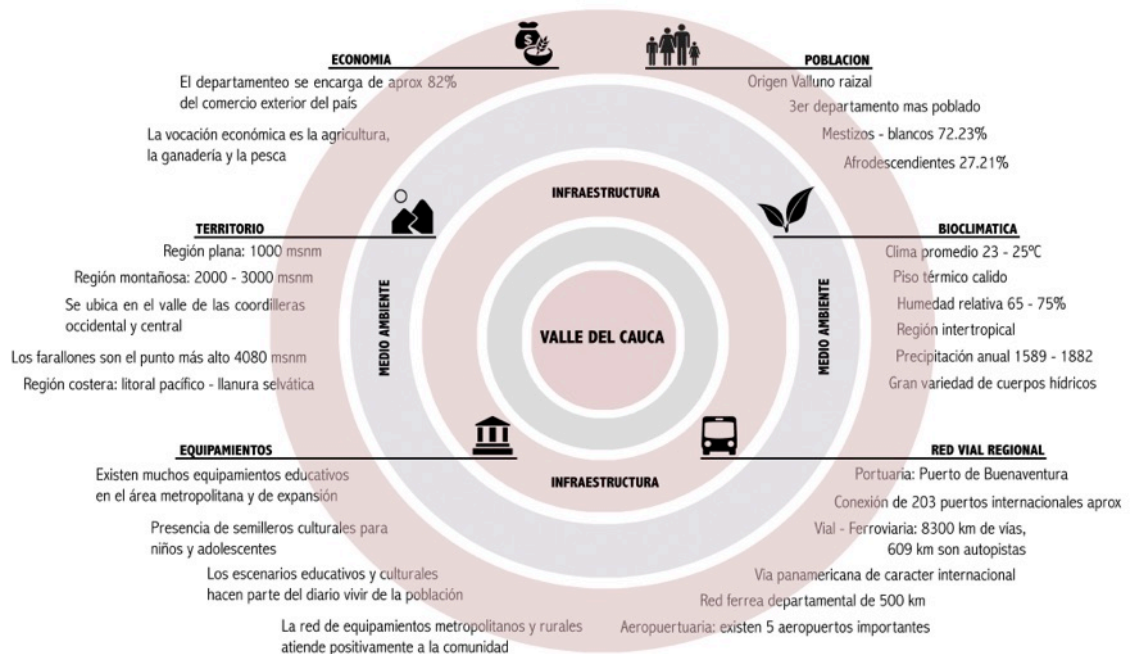 ECONOMIA
El departamenteo se encarga de aprox 82%
del comercio exterior del país
La vocación económica es la agricultura,
la ganadería y la pesca
POBLACION
Origen Valluno raizal
3er departamento mas poblado
Mestizos - blancos 72.23%
Afrodescendientes 27.21%
INFRAESTRUCTURA
TERRITORIO
Región plana: 1000 msnm
Región montañosa: 2000 - 3000 msnm
Se ubica en el valle de las coordilleras
occidental y central
Los farallones son el punto más alto 4080 msnm
Región costera: litoral pacífico - llanura selvática
MEDIO AMBIENTE
VALLE DEL CAUCA
MEDIO AMBIENTE
BIOCLIMATICA
Clima promedio 23 - 25ºC
Piso térmico calido
Humedad relativa 65 - 75%
Región intertropical
Precipitación anual 1589 - 1882
Gran variedad de cuerpos hídricos
EQUIPAMIENTOS
Existen muchos equipamientos educativos
en el área metropolitana y de expansión
Presencia de semilleros culturales para
niños y adolescentes
Los escenarios educativos y culturales
hacen parte del diario vivir de la población
La red de equipamientos metropolitanos y rurales
atiende positivamente a la comunidad
INFRAESTRUCTURA
RED VIAL REGIONAL
Portuaria: Puerto de Buenaventura
Conexión de 203 puertos internacionales aprox
Vial - Ferroviaria: 8300 km de vías,
609 km son autopistas
Via panamericana de caracter internacional
Red ferrea departamental de 500 km
Aeropuertuaria: existen 5 aeropuertos importantes